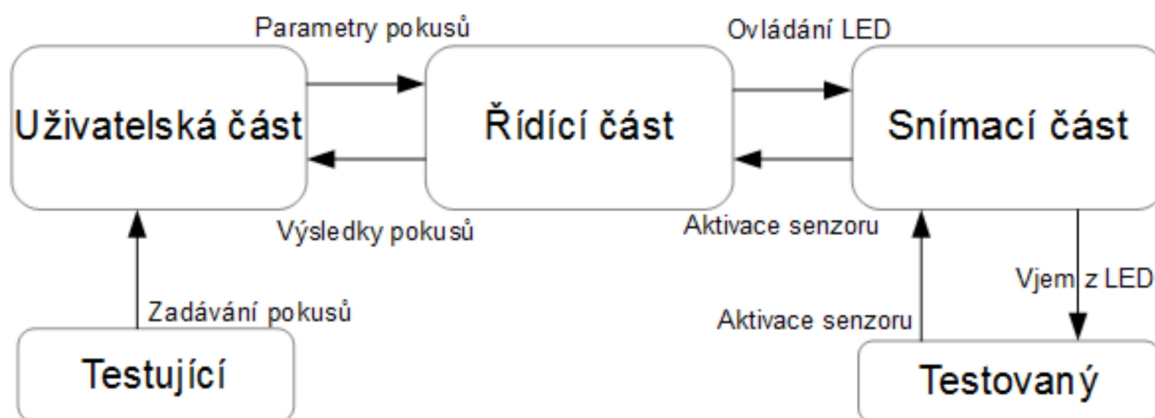 Parametry pokusů
Ovládání LED
Uživatelská část
Řídící část
Snímací část
Výsledky pokusů
Aktivace senzoru
Vjem z LED
Zadávání pokusů
Aktivace senzoru
Testující
Testovaný